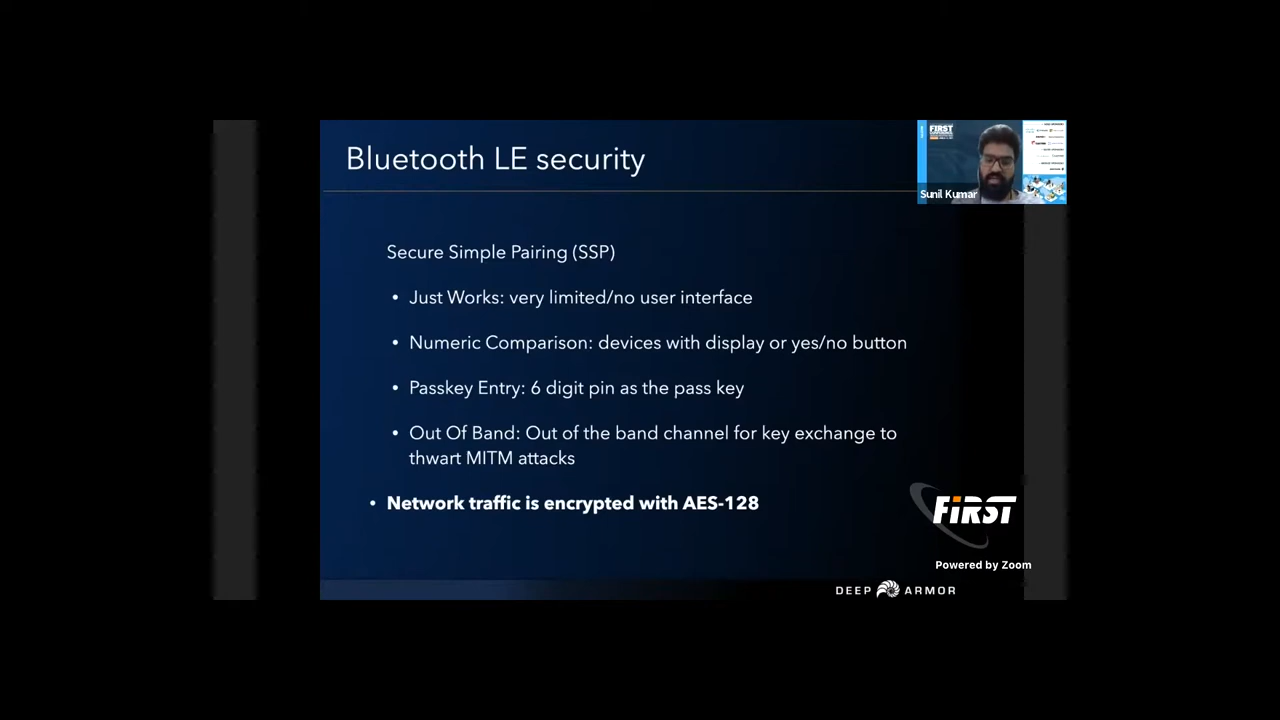 Bluetooth LE security
FIRST
CONFERENCE
Sunil Kumar
Secure Simple Pairing (SSP)
• Just Works: very limited/no user interface
• Numeric Comparison: devices with display or yes/no button
• Passkey Entry: 6 digit pin as the pass key
• Out Of Band: Out of the band channel for key exchange to
thwart MITM attacks
• Network traffic is encrypted with AES-128
FiRST
Powered by Zoom
DEEP ARMOR